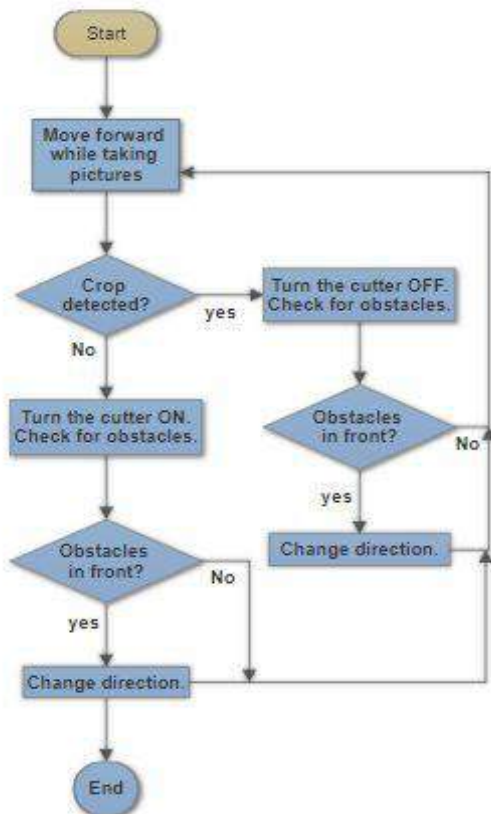 Start
Move forward
while taking
pictures
Crop
detected?
yes
Turn the cutter OFF.
Check for obstacles.
No
Turn the cutter ON.
Check for obstacles.
Obstacles
in front?
No
yes
Change direction.
Obstacles
in front?
No
yes
Change direction.
End